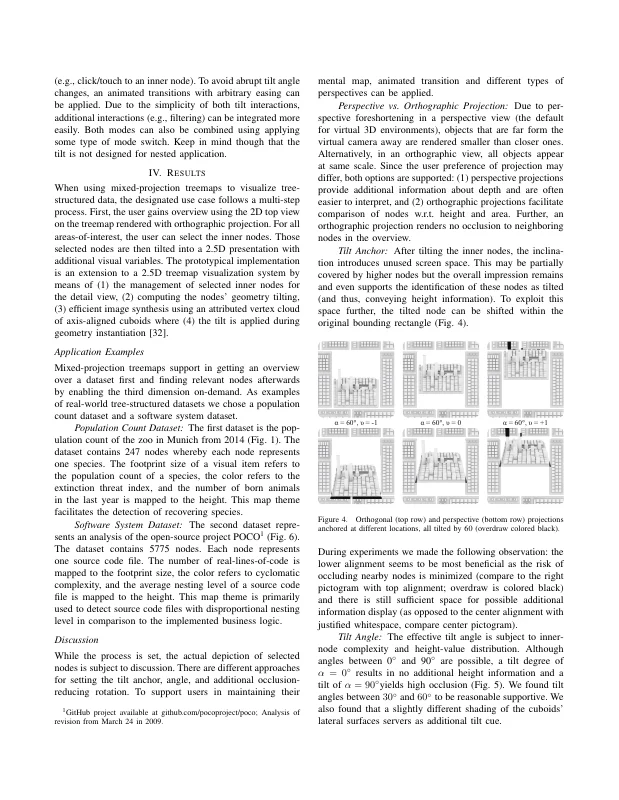 (e.g., click/touch to an inner node). To avoid abrupt tilt angle
changes, an animated transitions with arbitrary easing can
be applied. Due to the simplicity of both tilt interactions,
additional interactions (e.g., filtering) can be integrated more
easily. Both modes can also be combined using applying
some type of mode switch. Keep in mind though that the
tilt is not designed for nested application.
IV. Results
When using mixed-projection treemaps to visualize tree-
structured data, the designated use case follows a multi-step
process. First, the user gains overview using the 2D top view
on the treemap rendered with orthographic projection. For all
areas-of-interest, the user can select the inner nodes. Those
selected nodes are then tilted into a 2.5D presentation with
additional visual variables. The prototypical implementation
is an extension to a 2.5D treemap visualization system by
means of (1) the management of selected inner nodes for
the detail view, (2) computing the nodes' geometry tilting,
(3) efficient image synthesis using an attributed vertex cloud
of axis-aligned cuboids where (4) the tilt is applied during
geometry instantiation [32].
Application Examples
Mixed-projection treemaps support in getting an overview
over a dataset first and finding relevant nodes afterwards
by enabling the third dimension on-demand. As examples
of real-world tree-structured datasets we chose a population
count dataset and a software system dataset.
Population Count Dataset: The first dataset is the pop-
ulation count of the zoo in Munich from 2014 (Fig. 1). The
dataset contains 247 nodes whereby each node represents
one species. The footprint size of a visual item refers to
the population count of a species, the color refers to the
extinction threat index, and the number of born animals
in the last year is mapped to the height. This map theme
facilitates the detection of recovering species.
Software System Dataset: The second dataset repre-
sents an analysis of the open-source project POCO¹ (Fig. 6).
The dataset contains 5775 nodes. Each node represents
one source code file. The number of real-lines-of-code is
mapped to the footprint size, the color refers to cyclomatic
complexity, and the average nesting level of a source code
file is mapped to the height. This map theme is primarily
used to detect source code files with disproportional nesting
level in comparison to the implemented business logic.
Discussion
While the process is set, the actual depiction of selected
nodes is subject to discussion. There are different approaches
for setting the tilt anchor, angle, and additional occlusion-
reducing rotation. To support users in maintaining their
¹GitHub project available at github.com/pocoproject/poco; Analysis of
revision from March 24 in 2009.
mental map, animated transition and different types of
perspectives can be applied.
Perspective vs. Orthographic Projection: Due to per-
spective foreshortening in a perspective view (the default
for virtual 3D environments), objects that are far form the
virtual camera away are rendered smaller than closer ones.
Alternatively, in an orthographic view, all objects appear
at same scale. Since the user preference of projection may
differ, both options are supported: (1) perspective projections
provide additional information about depth and are often
easier to interpret, and (2) orthographic projections facilitate
comparison of nodes w.r.t. height and area. Further, an
orthographic projection renders no occlusion to neighboring
nodes in the overview.
Tilt Anchor: After tilting the inner nodes, the inclina-
tion introduces unused screen space. This may be partially
covered by higher nodes but the overall impression remains
and even supports the identification of these nodes as tilted
(and thus, conveying height information). To exploit this
space further, the tilted node can be shifted within the
original bounding rectangle (Fig. 4).
α = 60°, υ = -1
α = 60°, υ = 0
α = 60°, υ = +1
Figure 4. Orthogonal (top row) and perspective (bottom row) projections
anchored at different locations, all tilted by 60 (overdraw colored black).
During experiments we made the following observation: the
lower alignment seems to be most beneficial as the risk of
occluding nearby nodes is minimized (compare to the right
pictogram with top alignment; overdraw is colored black)
and there is still sufficient space for possible additional
information display (as opposed to the center alignment with
justified whitespace, compare center pictogram).
Tilt Angle: The effective tilt angle is subject to inner-
node complexity and height-value distribution. Although
angles between 0° and 90° are possible, a tilt degree of
α = 0° results in no additional height information and a
tilt of α = 90°yields high occlusion (Fig. 5). We found tilt
angles between 30° and 60° to be reasonable supportive. We
also found that a slightly different shading of the cuboids'
lateral surfaces servers as additional tilt cue.